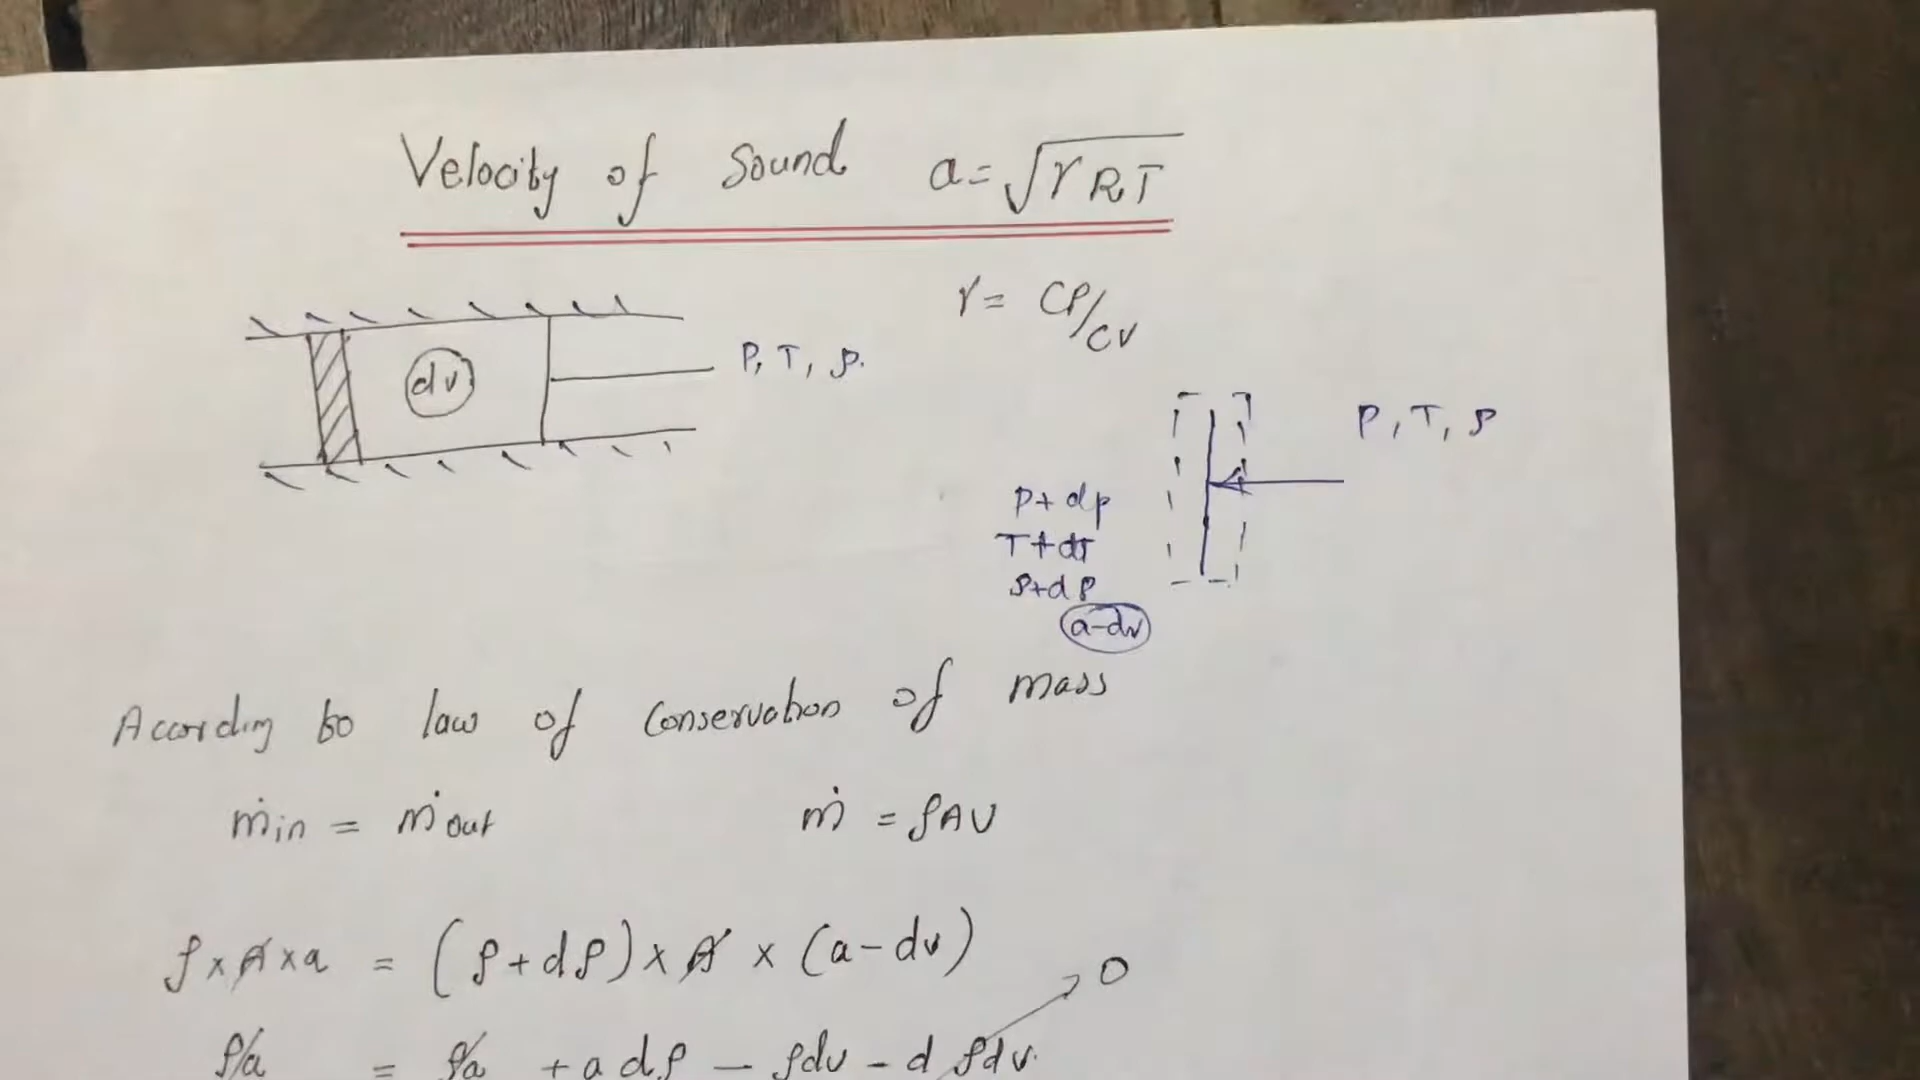 Velocity of Sound a=√γRT
γ= CP/CV
dv P, T, ρ.
P, T, ρ
P+dp
T+dT
ρ+dρ
a-dv
According to law of conservation of mass
ṁin = ṁout ṁ = ρAV
ρ×A×a = (ρ+dρ)×A×(a-dv)
0
ρa = ρa + adρ - ρdv - dρdv.